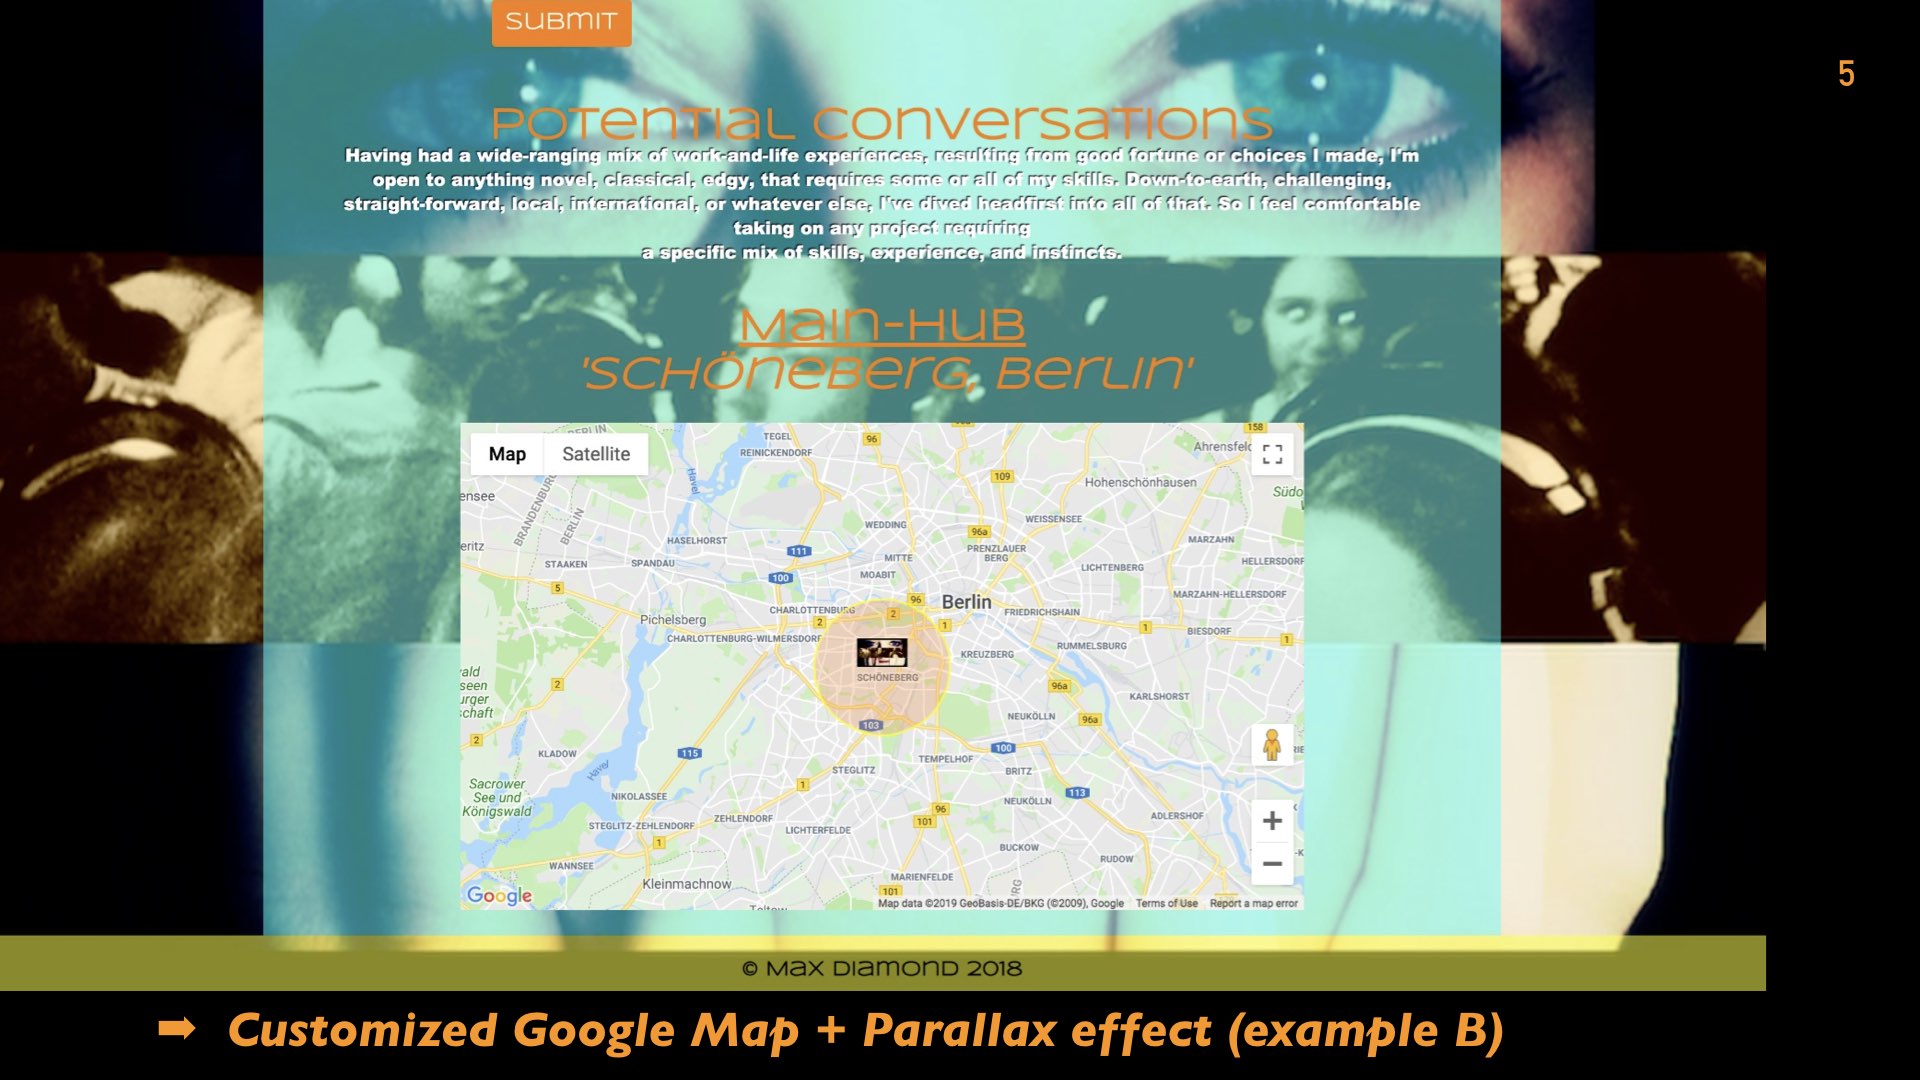 SUBMIT
5
Potential Conversations
Having had a wide-ranging mix of work-and-life experiences, resulting from good fortune or choices I made, I'm
open to anything novel, classical, edgy, that requires some or all of my skills. Down-to-earth, challenging,
straight-forward, local, international, or whatever else, I've dived headfirst into all of that. So I feel comfortable
taking on any project requiring
a specific mix of skills, experience, and instincts.
Main-Hub
'Schöneberg, Berlin'
Map Satellite
BERLIN
TEGEL
REINICKENDORF
96
158
Ahrensfelc
109
Hohenschönhausen
Havel
ensee
Südo
BRANDENBURG
BERLIN
WEDDING
WEISSENSEE
96a
HASELHORST
MARZAHN
eritz
111
PRENZLAUER
BERG
MITTE
STAAKEN
SPANDAU
HELLERSDORF
LICHTENBERG
100
MOABIT
5
MARZAHN-HELLERSDORF
96
Berlin
CHARLOTTENBURG
2
FRIEDRICHSHAIN
Pichelsberg
2
1
1
BIESDORF
CHARLOTTENBURG-WILMERSDORF
1
RUMMELSBURG
KREUZBERG
ald
seen
urger
schaft
SCHÖNEBERG
2
96a
KARLSHORST
NEUKÖLLN
96a
103
2
115
100
KLADOW
RIE
TEMPELHOF
Havel
STEGLITZ
BRITZ
Sacrower
See und
Königswald
1
113
NIKOLASSEE
NEUKÖLLN
96
ADLERSHOF
ZEHLENDORF
101
STEGLITZ-ZEHLENDORF
LICHTERFELDE
1
BUCKOW
RUDOW
-K
WANNSEE
MARIENFELDE
Kleinmachnow
101
RG
Google
Teltow
Map data ©2019 GeoBasis-DE/BKG (©2009), Google Terms of Use Report a map error
© Max Diamond 2018
➡ Customized Google Map + Parallax effect (example B)